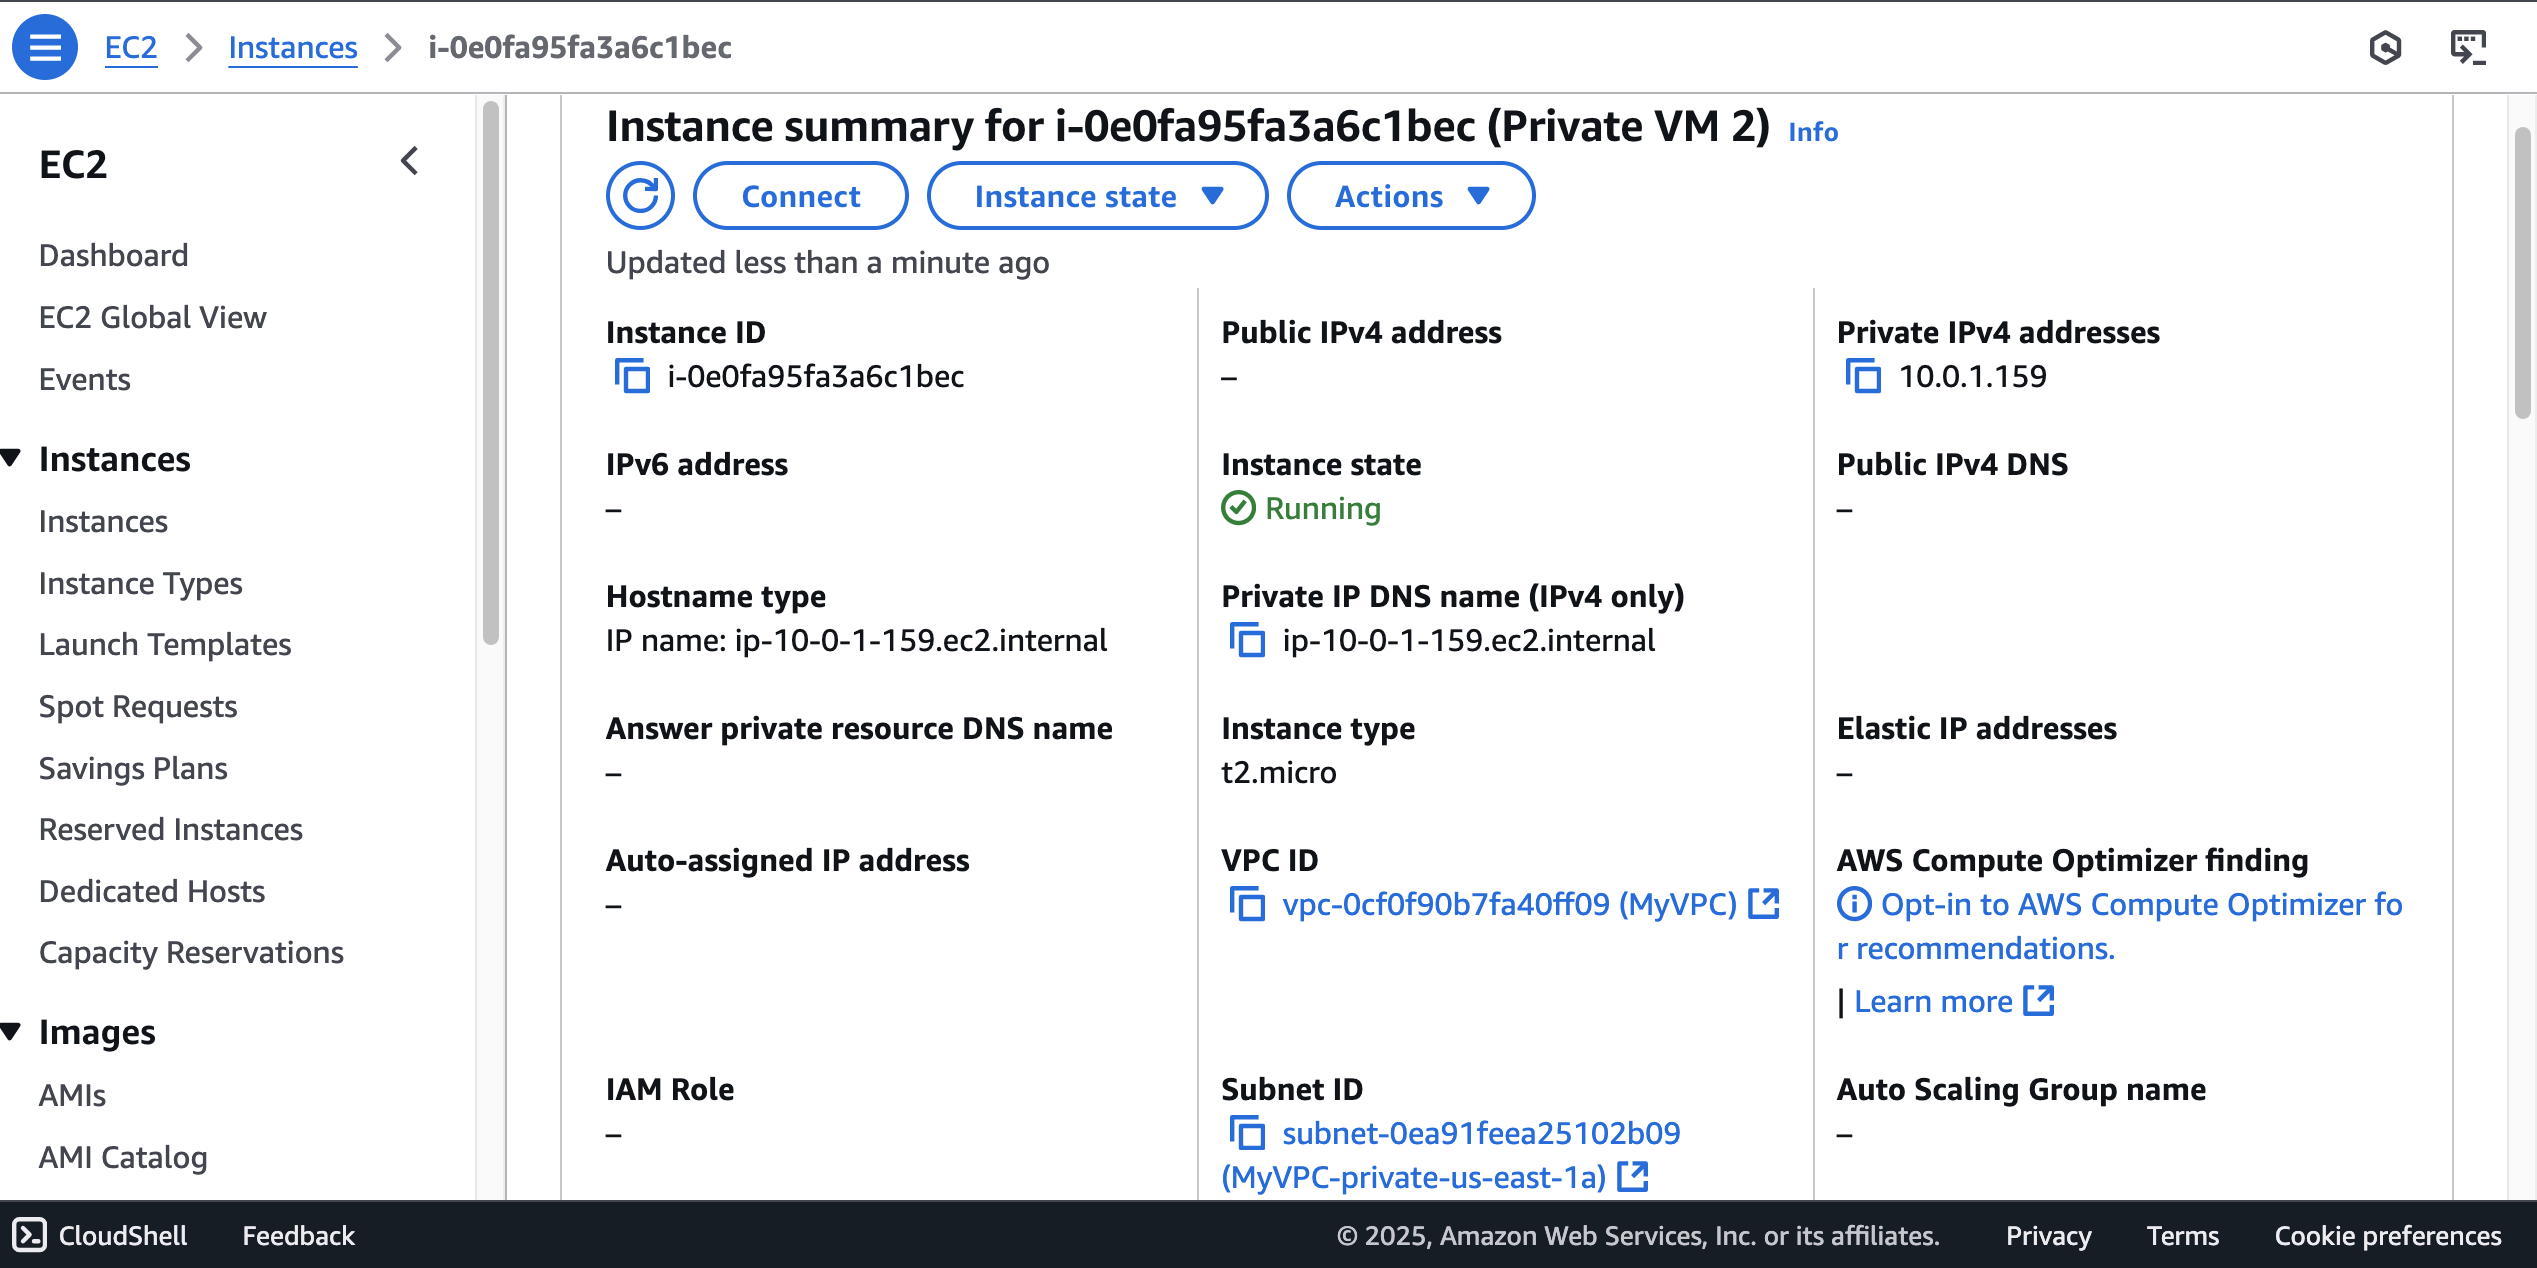 EC2
Instances
i-0e0fa95fa3a6c1bec
EC2
Dashboard
EC2 Global View
Events
Instances
Instances
Instance Types
Launch Templates
Spot Requests
Savings Plans
Reserved Instances
Dedicated Hosts
Capacity Reservations
Images
AMIs
AMI Catalog
Instance summary for i-0e0fa95fa3a6c1bec (Private VM 2) Info
Connect
Instance state
Actions
Updated less than a minute ago
Instance ID
i-0e0fa95fa3a6c1bec
Public IPv4 address
–
Private IPv4 addresses
10.0.1.159
IPv6 address
–
Instance state
Running
Public IPv4 DNS
–
Hostname type
IP name: ip-10-0-1-159.ec2.internal
Private IP DNS name (IPv4 only)
ip-10-0-1-159.ec2.internal
Answer private resource DNS name
–
Instance type
t2.micro
Elastic IP addresses
–
Auto-assigned IP address
–
VPC ID
vpc-0cf0f90b7fa40ff09 (MyVPC)
AWS Compute Optimizer finding
Opt-in to AWS Compute Optimizer fo
r recommendations.
| Learn more
IAM Role
–
Subnet ID
subnet-0ea91feea25102b09
(MyVPC-private-us-east-1a)
Auto Scaling Group name
–
CloudShell
Feedback
© 2025, Amazon Web Services, Inc. or its affiliates.
Privacy
Terms
Cookie preferences